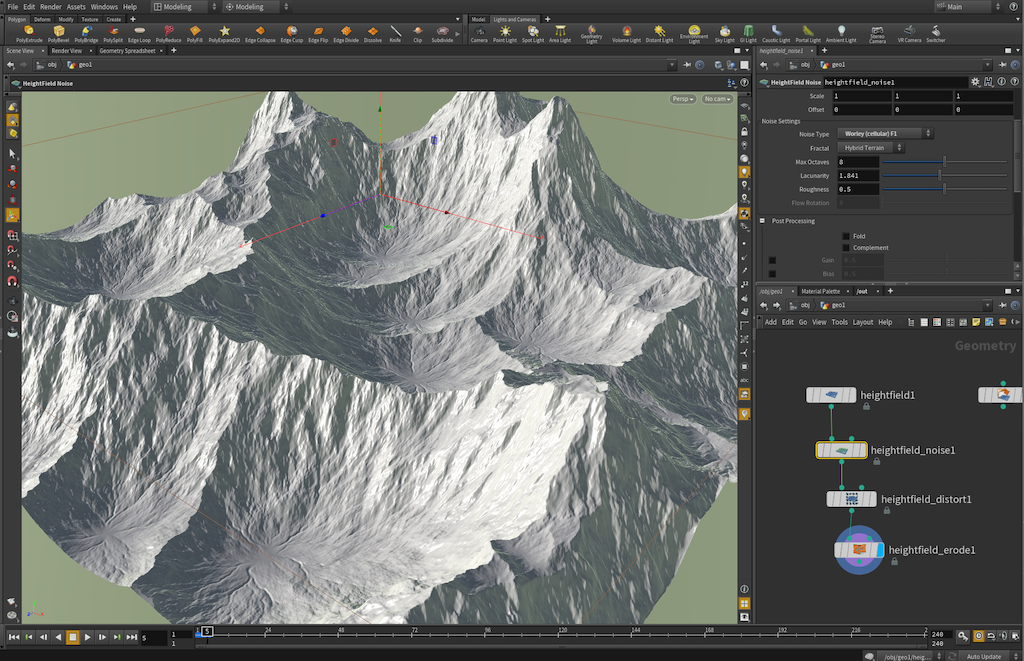 File Edit Render Assets Windows Help Modeling Modeling Main
Polygon Deform Modify Texture Create Model Lights and Cameras
PolyExtrude PolyBevel PolyBridge PolySplit Edge Loop PolyReduce PolyFill PolyExpand2D Edge Collapse Edge Cusp Edge Flip Edge Divide Dissolve Knife Clip Subdivide
Camera Point Light Spot Light Area Light Geometry Light Volume Light Distant Light Environment Light Sky Light GI Light Caustic Light Portal Light Ambient Light Stereo Camera VR Camera Switcher
Scene View Render View Geometry Spreadsheet
heightfield_noise1
obj geo1
obj geo1
HeightField Noise
HeightField Noise heightfield_noise1
Persp No cam
Scale 1 1 1
Offset 0 0 0
Noise Settings
Noise Type Worley (cellular) F1
Fractal Hybrid Terrain
Max Octaves 8
Lacunarity 1.841
Roughness 0.5
Flow Rotation 0
Post Processing
Fold
Complement
Gain 0.5
Bias 0.5
/obj/geo1 Material Palette /out
obj geo1
Add Edit Go View Tools Layout Help
Geometry
heightfield1
heightfield_noise1
heightfield_distort1
heightfield_erode1
5 1 5 24 48 72 96 120 144 168 192 216 240
1 240
/obj/geo1/heig... Auto Update